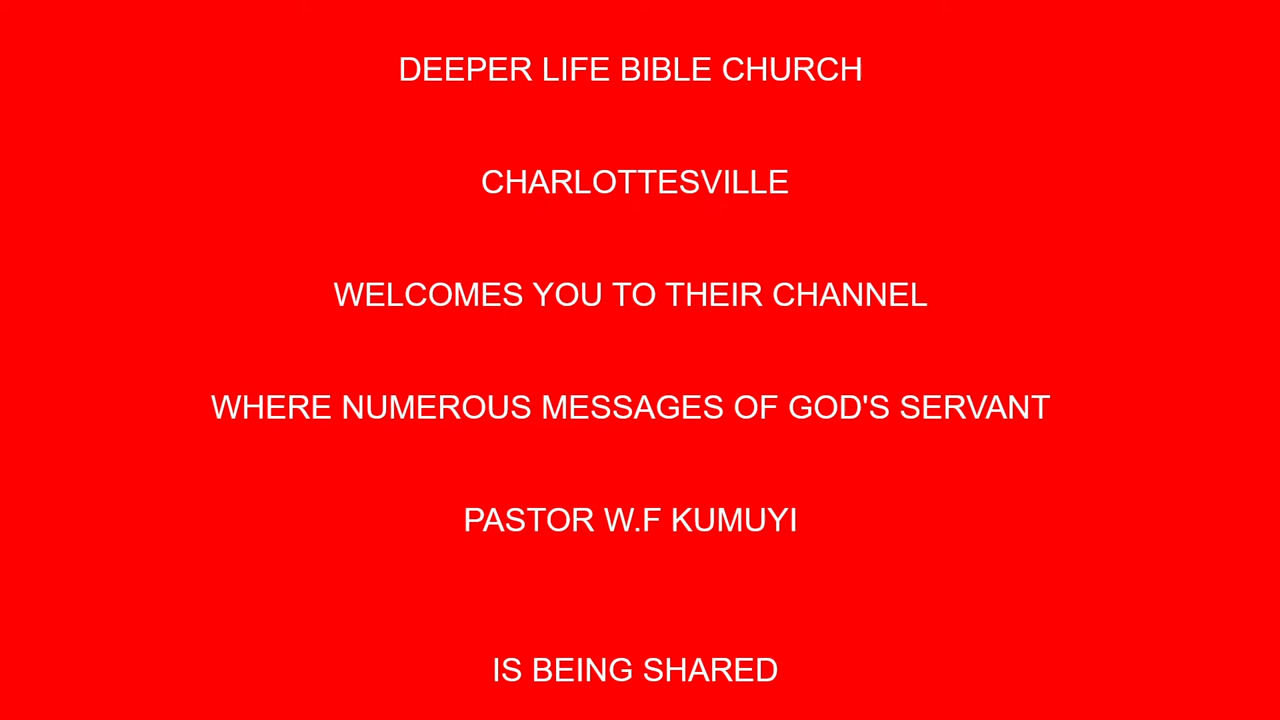 DEEPER LIFE BIBLE CHURCH
CHARLOTTESVILLE
WELCOMES YOU TO THEIR CHANNEL
WHERE NUMEROUS MESSAGES OF GOD'S SERVANT
PASTOR W.F KUMUYI
IS BEING SHARED